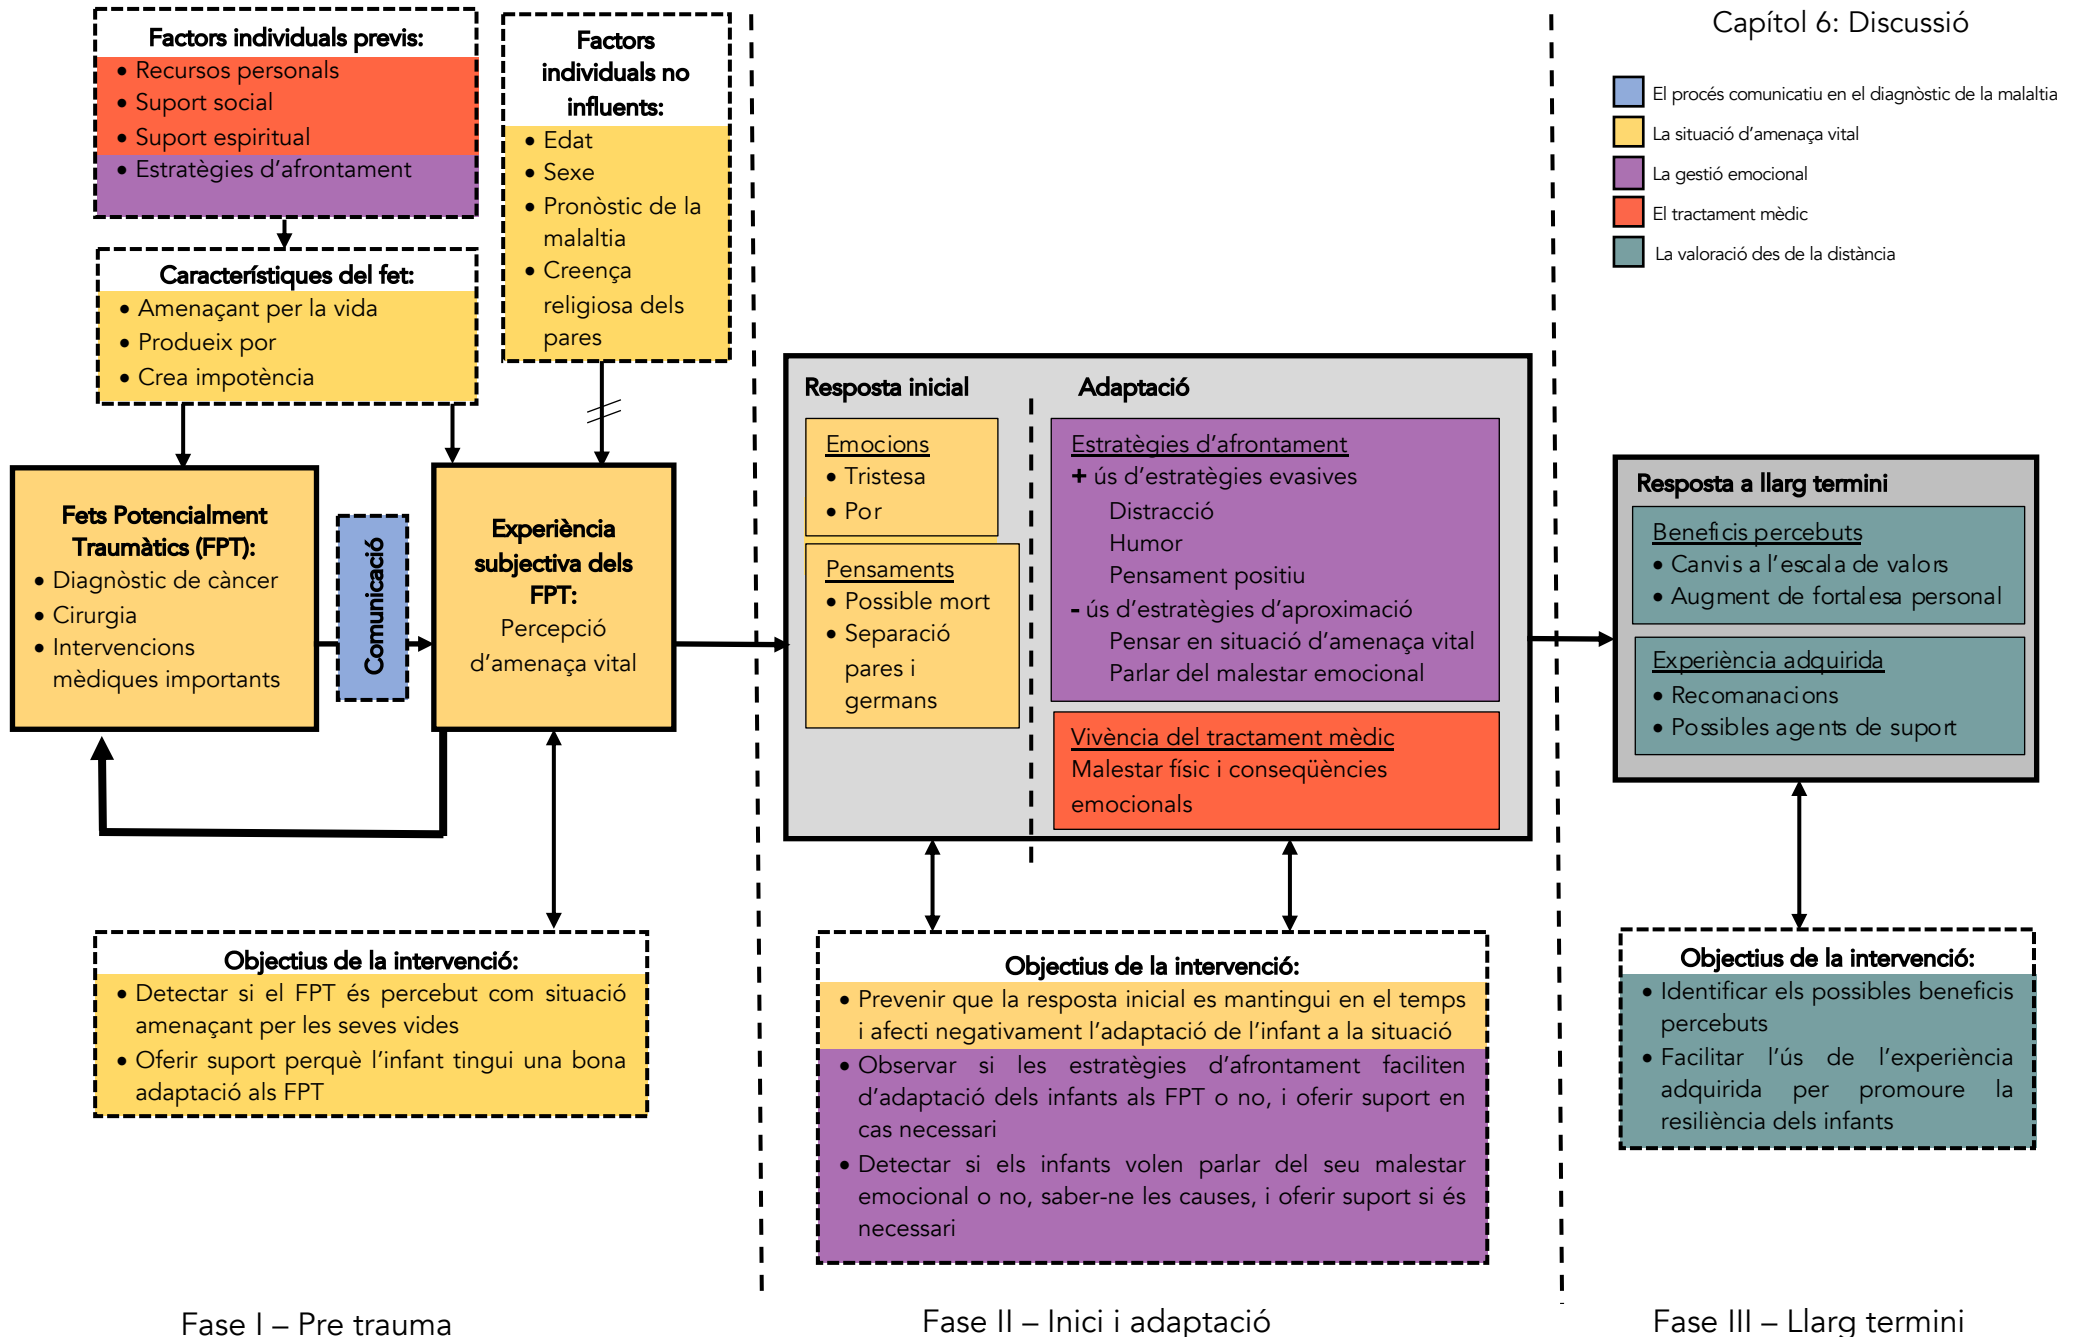 Capítol 6: Discussió
El procés comunicatiu en el diagnòstic de la malaltia
La situació d'amenaça vital
La gestió emocional
El tractament mèdic
La valoració des de la distància
Factors individuals previs:
• Recursos personals
• Suport social
• Suport espiritual
• Estratègies d'afrontament
Factors
individuals no
influents:
• Edat
• Sexe
• Pronòstic de la
malaltia
• Creença
religiosa dels
pares
Característiques del fet:
• Amenaçant per la vida
• Produeix por
• Crea impotència
Fets Potencialment
Traumàtics (FPT):
• Diagnòstic de càncer
• Cirurgia
• Intervencions
mèdiques importants
Comunicació
Experiència
subjectiva dels
FPT:
Percepció
d'amenaça vital
Objectius de la intervenció:
• Detectar si el FPT és percebut com situació
amenaçant per les seves vides
• Oferir suport perquè l'infant tingui una bona
adaptació als FPT
Fase I – Pre trauma
Resposta inicial
Emocions
• Tristesa
• Por
Pensaments
• Possible mort
• Separació
pares i
germans
Adaptació
Estratègies d'afrontament
+ ús d'estratègies evasives
Distracció
Humor
Pensament positiu
- ús d'estratègies d'aproximació
Pensar en situació d'amenaça vital
Parlar del malestar emocional
Vivència del tractament mèdic
Malestar físic i conseqüències
emocionals
Objectius de la intervenció:
• Prevenir que la resposta inicial es mantingui en el temps
i afecti negativament l'adaptació de l'infant a la situació
• Observar si les estratègies d'afrontament faciliten
d'adaptació dels infants als FPT o no, i oferir suport en
cas necessari
• Detectar si els infants volen parlar del seu malestar
emocional o no, saber-ne les causes, i oferir suport si és
necessari
Fase II – Inici i adaptació
Resposta a llarg termini
Beneficis percebuts
• Canvis a l'escala de valors
• Augment de fortalesa personal
Experiència adquirida
• Recomanacions
• Possibles agents de suport
Objectius de la intervenció:
• Identificar els possibles beneficis
percebuts
• Facilitar l'ús de l'experiència
adquirida per promoure la
resiliència dels infants
Fase III – Llarg termini